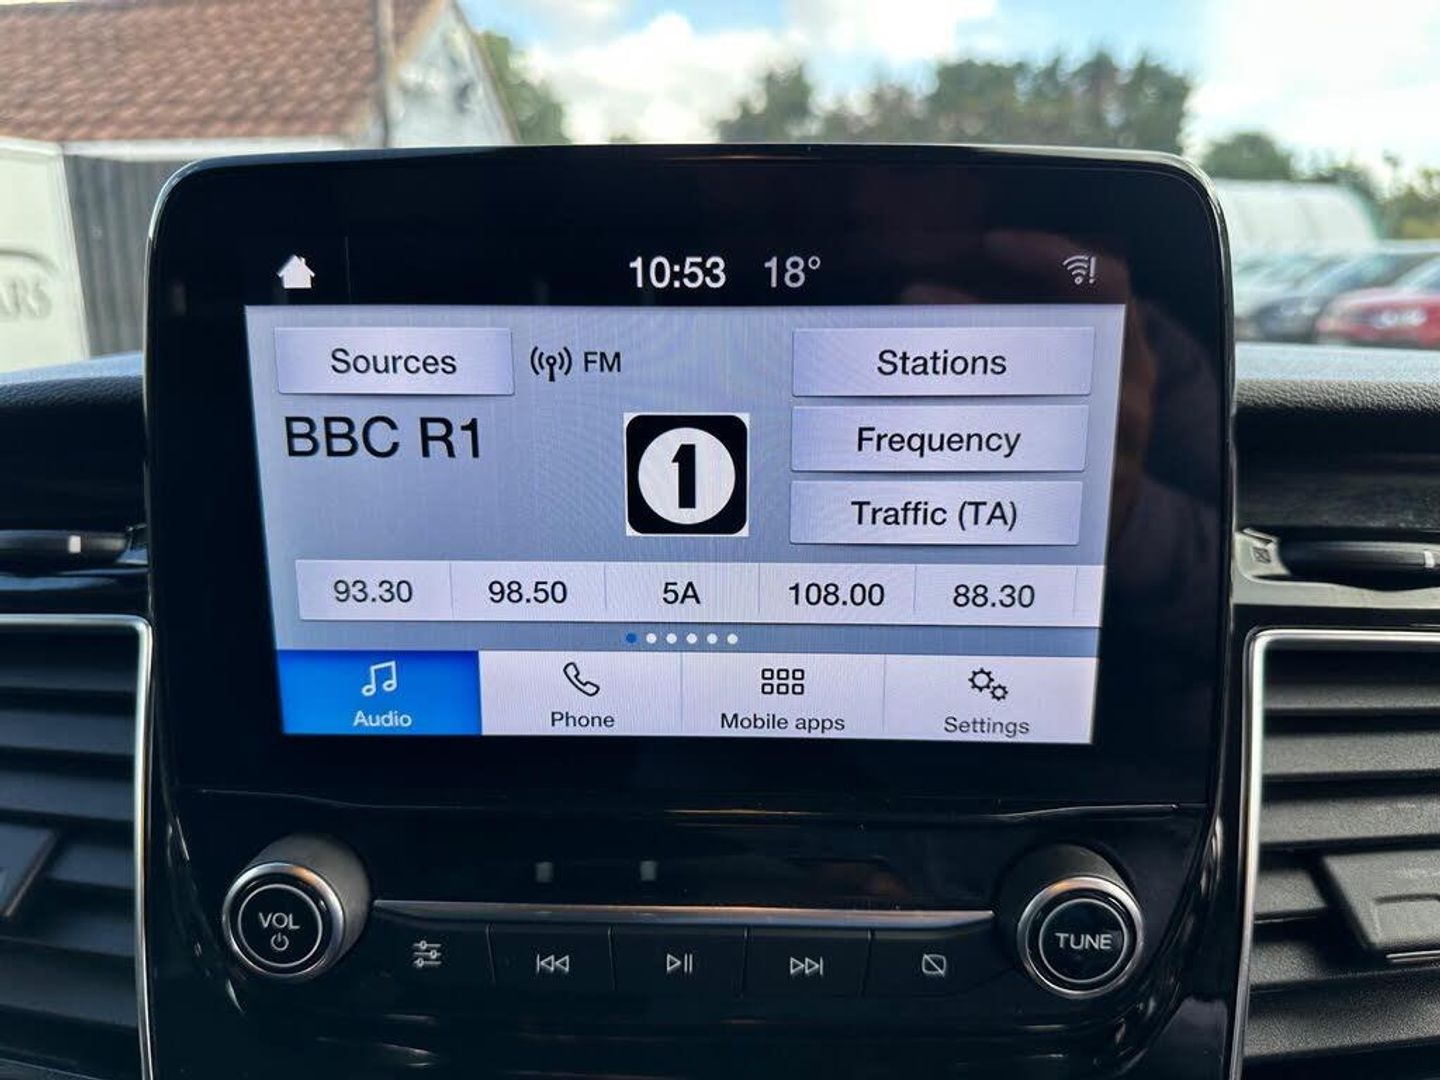 10:53 18°
Sources FM Stations
BBC R1 1 Frequency
Traffic (TA)
93.30 98.50 5A 108.00 88.30
Audio Phone Mobile apps Settings
VOL TUNE